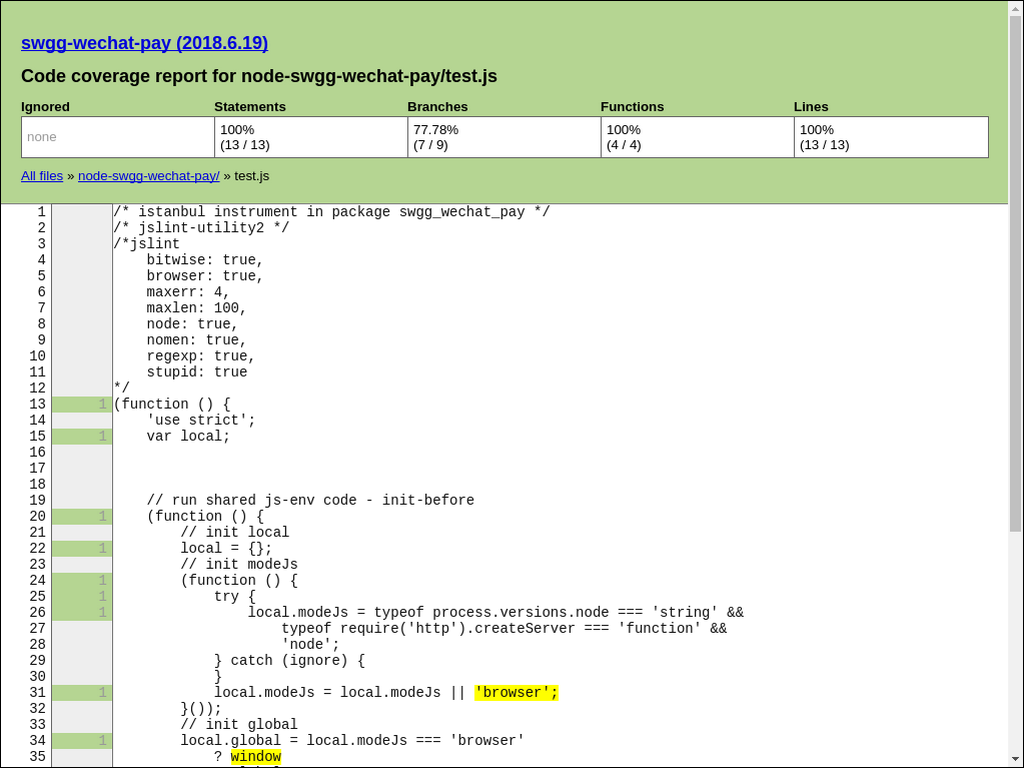 swgg-wechat-pay (2018.6.19)
Code coverage report for node-swgg-wechat-pay/test.js
Ignored Statements Branches Functions Lines
none 100% 77.78% 100% 100%
(13 / 13) (7 / 9) (4 / 4) (13 / 13)
All files » node-swgg-wechat-pay/ » test.js
1 /* istanbul instrument in package swgg_wechat_pay */
2 /* jslint-utility2 */
3 /*jslint
4     bitwise: true,
5     browser: true,
6     maxerr: 4,
7     maxlen: 100,
8     node: true,
9     nomen: true,
10     regexp: true,
11     stupid: true
12 */
13 1 (function () {
14     'use strict';
15 1     var local;
16
17
18
19     // run shared js-env code - init-before
20 1     (function () {
21         // init local
22 1         local = {};
23         // init modeJs
24 1         (function () {
25 1             try {
26 1                 local.modeJs = typeof process.versions.node === 'string' &&
27                     typeof require('http').createServer === 'function' &&
28                     'node';
29             } catch (ignore) {
30             }
31 1             local.modeJs = local.modeJs || 'browser';
32         }());
33         // init global
34 1         local.global = local.modeJs === 'browser'
35             ? window